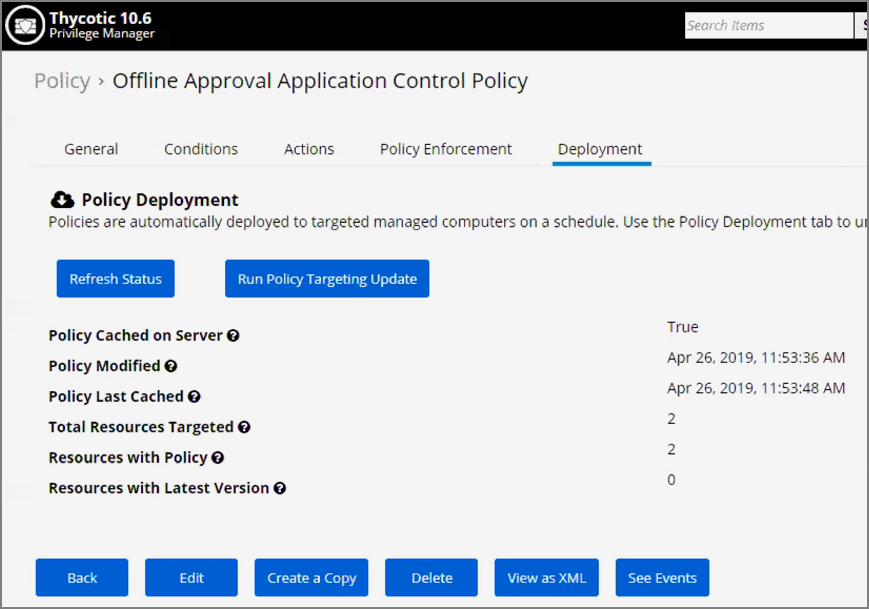 Thycotic 10.6
Privilege Manager
Search Items
Policy › Offline Approval Application Control Policy
General Conditions Actions Policy Enforcement Deployment
Policy Deployment
Policies are automatically deployed to targeted managed computers on a schedule. Use the Policy Deployment tab to
Refresh Status Run Policy Targeting Update
Policy Cached on Server ? True
Policy Modified ? Apr 26, 2019, 11:53:36 AM
Policy Last Cached ? Apr 26, 2019, 11:53:48 AM
Total Resources Targeted ? 2
Resources with Policy ? 2
Resources with Latest Version ? 0
Back Edit Create a Copy Delete View as XML See Events